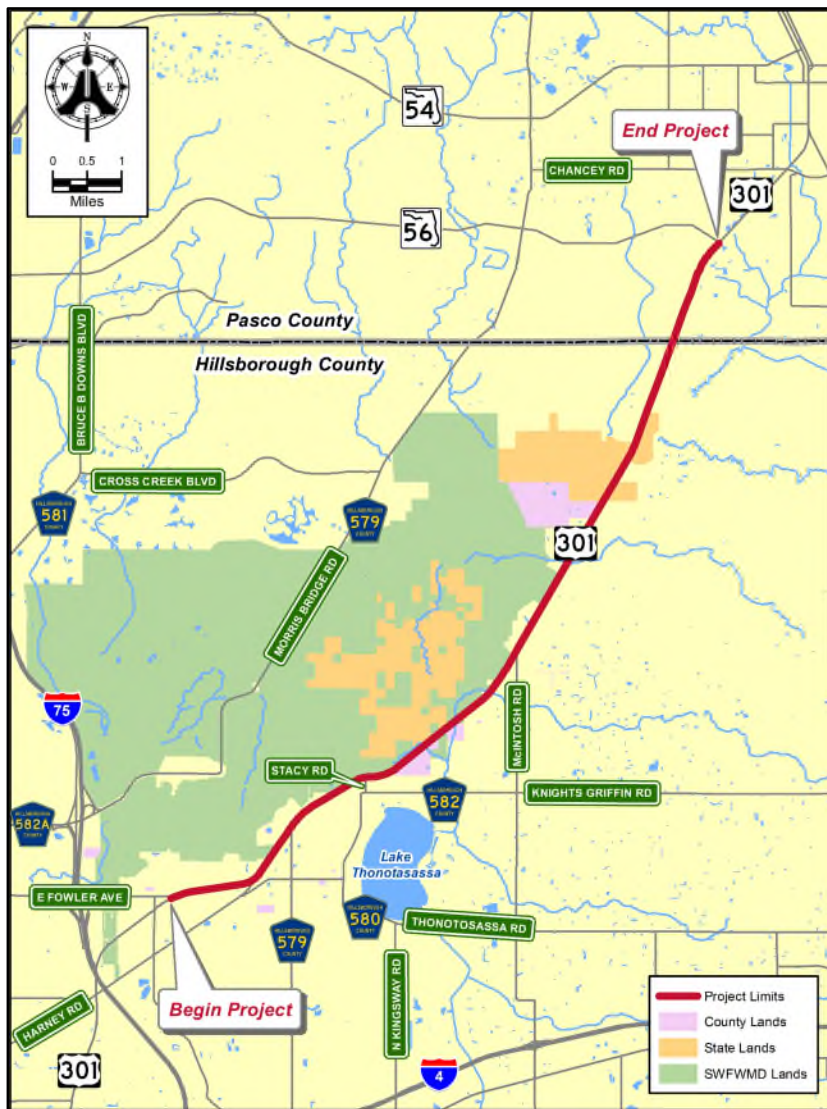 N
W E
S
0 0.5 1
Miles
54
End Project
CHANCEY RD
301
56
Pasco County
Hillsborough County
BRUCE B DOWNS BLVD
CROSS CREEK BLVD
HILLSBOROUGH
581
COUNTY
HILLSBOROUGH
579
COUNTY
301
MORRIS BRIDGE RD
75
McINTOSH RD
STACY RD
HILLSBOROUGH
582
COUNTY
KNIGHTS GRIFFIN RD
HILLSBOROUGH
582A
COUNTY
Lake
Thonotasassa
E FOWLER AVE
HILLSBOROUGH
580
COUNTY
THONOTOSASSA RD
HILLSBOROUGH
579
COUNTY
Begin Project
HARNEY RD
N KINGSWAY RD
301
4
Project Limits
County Lands
State Lands
SWFWMD Lands